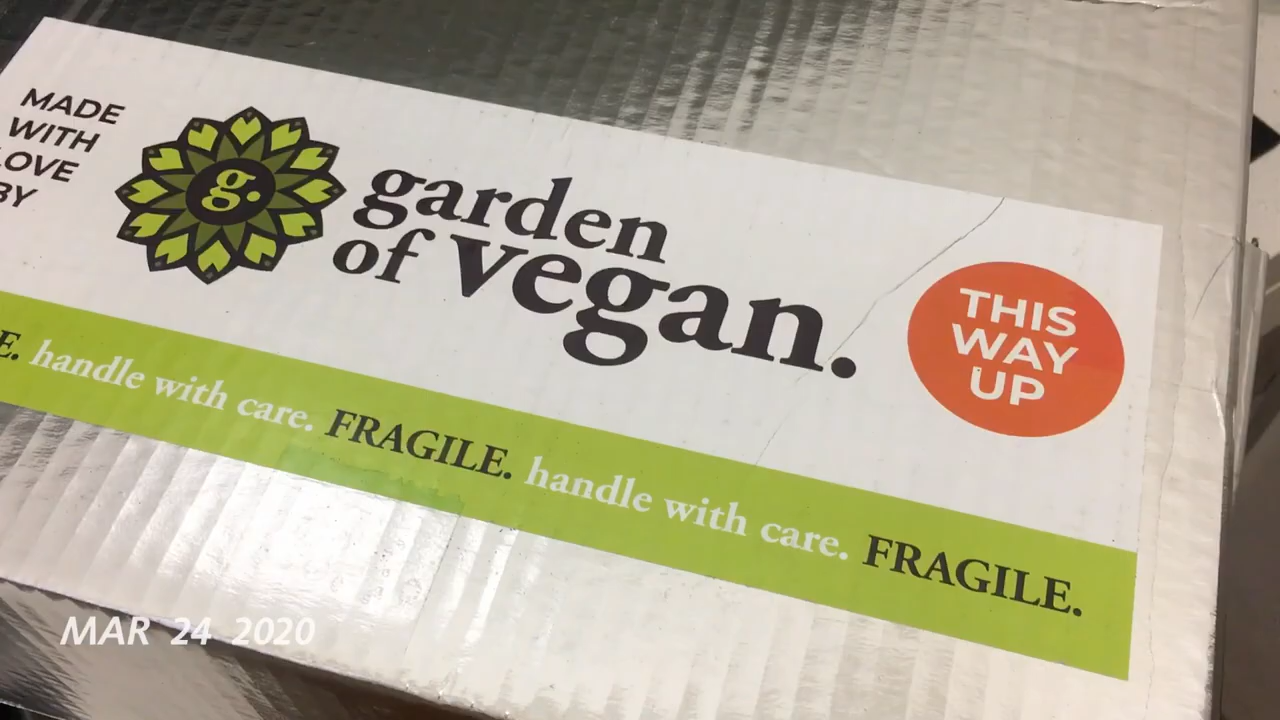 MADE
WITH
LOVE
BY
g.
garden
of vegan.
THIS
WAY
UP
E. handle with care. FRAGILE. handle with care. FRAGILE.
MAR 24 2020